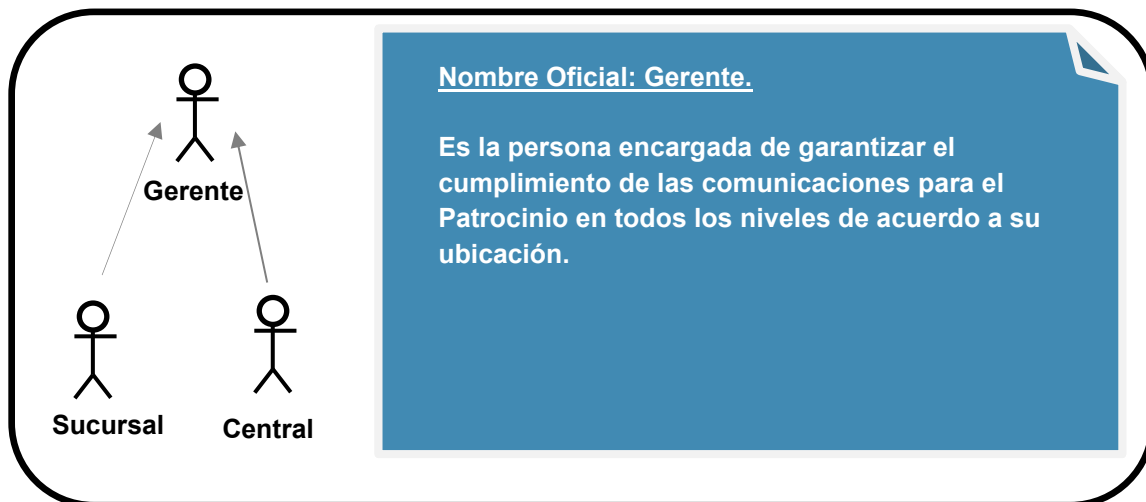 Nombre Oficial: Gerente.
Es la persona encargada de garantizar el
cumplimiento de las comunicaciones para el
Patrocinio en todos los niveles de acuerdo a su
ubicación.
Gerente
Sucursal
Central